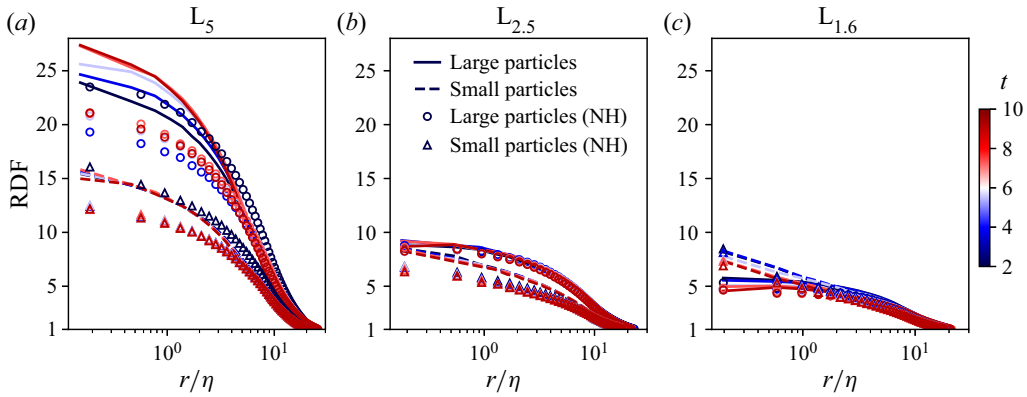 (a) L5 (b) L2.5 (c) L1.6
RDF
25
20
15
10
5
1
10^0 10^1
r/η
Large particles
Small particles
Large particles (NH)
Small particles (NH)
25
20
15
10
5
1
10^0 10^1
r/η
25
20
15
10
5
1
10^0 10^1
r/η
t
10
8
6
4
2